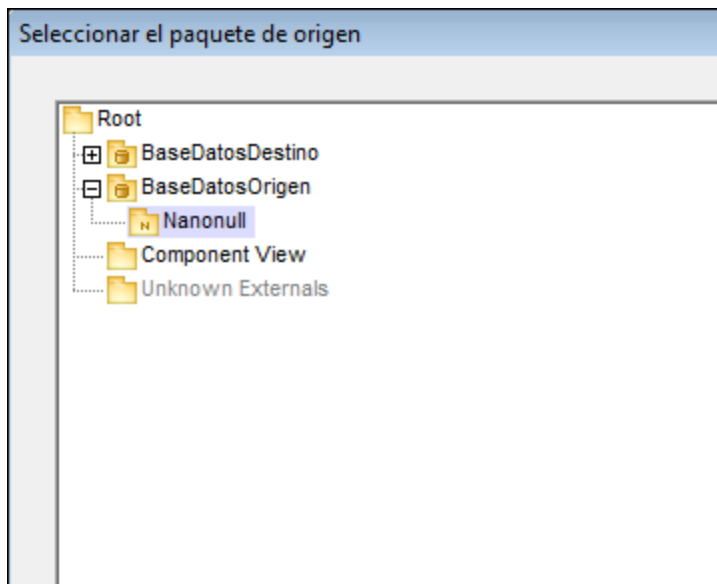 Seleccionar el paquete de origen
Root
BaseDatosDestino
BaseDatosOrigen
N Nanonull
Component View
Unknown Externals